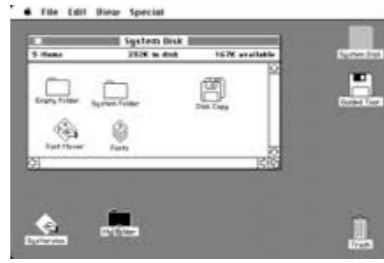 File Edit View Special
System Disk
5 items 232K in disk 167K available
Empty Folder
System Folder
Disk Copy
Font Mover
Fonts
System Disk
Guided Tour
My Folder
Trash